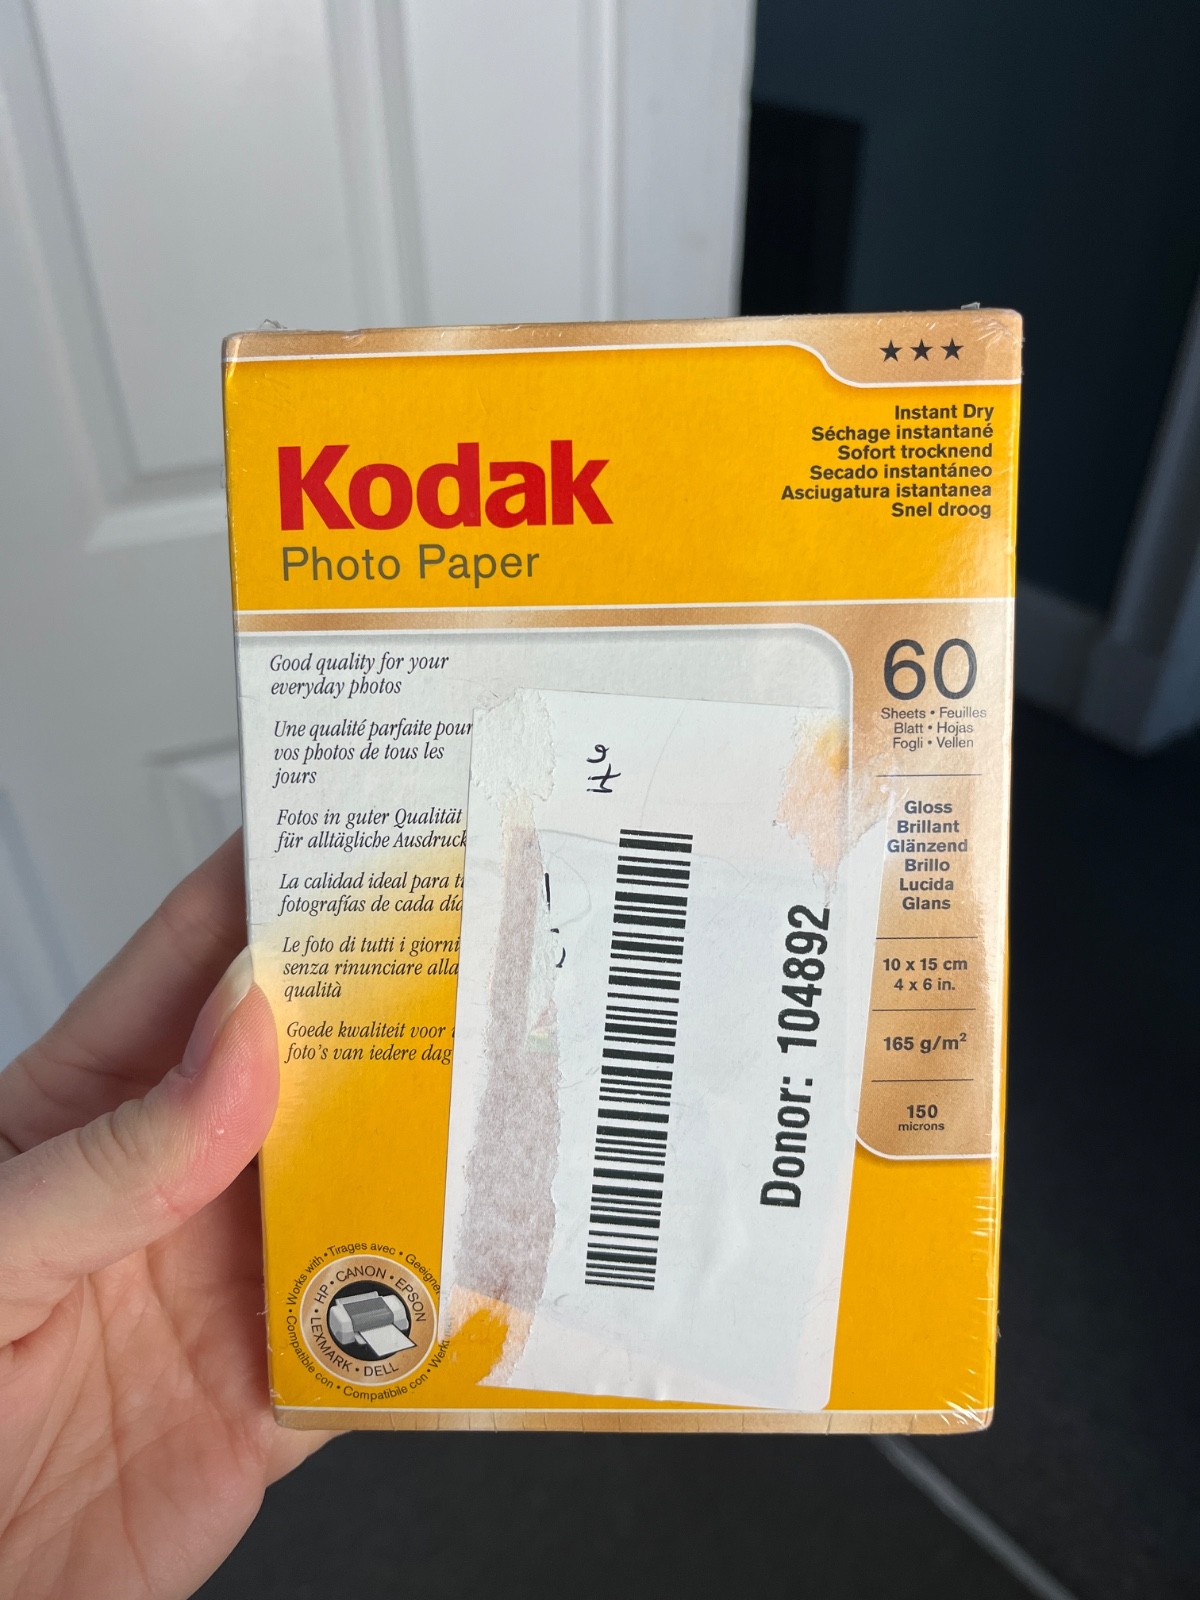 ★★★
Instant Dry
Séchage instantané
Sofort trocknend
Secado instantáneo
Asciugatura istantanea
Snel droog
Kodak
Photo Paper
Good quality for your
everyday photos
Une qualité parfaite pour
vos photos de tous les
jours
Fotos in guter Qualität
für alltägliche Ausdruck
La calidad ideal para t
fotografías de cada día
Le foto di tutti i giorni
senza rinunciare alla
qualità
Goede kwaliteit voor
foto's van iedere dag
60
Sheets • Feuilles
Blatt • Hojas
Fogli • Vellen
Gloss
Brillant
Glänzend
Brillo
Lucida
Glans
10 x 15 cm
4 x 6 in.
165 g/m²
150
microns
Donor: 104892
Works with • Tirages avec • Geeignet
• Compatible con • Compatibile con • Werkt
HP • CANON • EPSON
LEXMARK • DELL